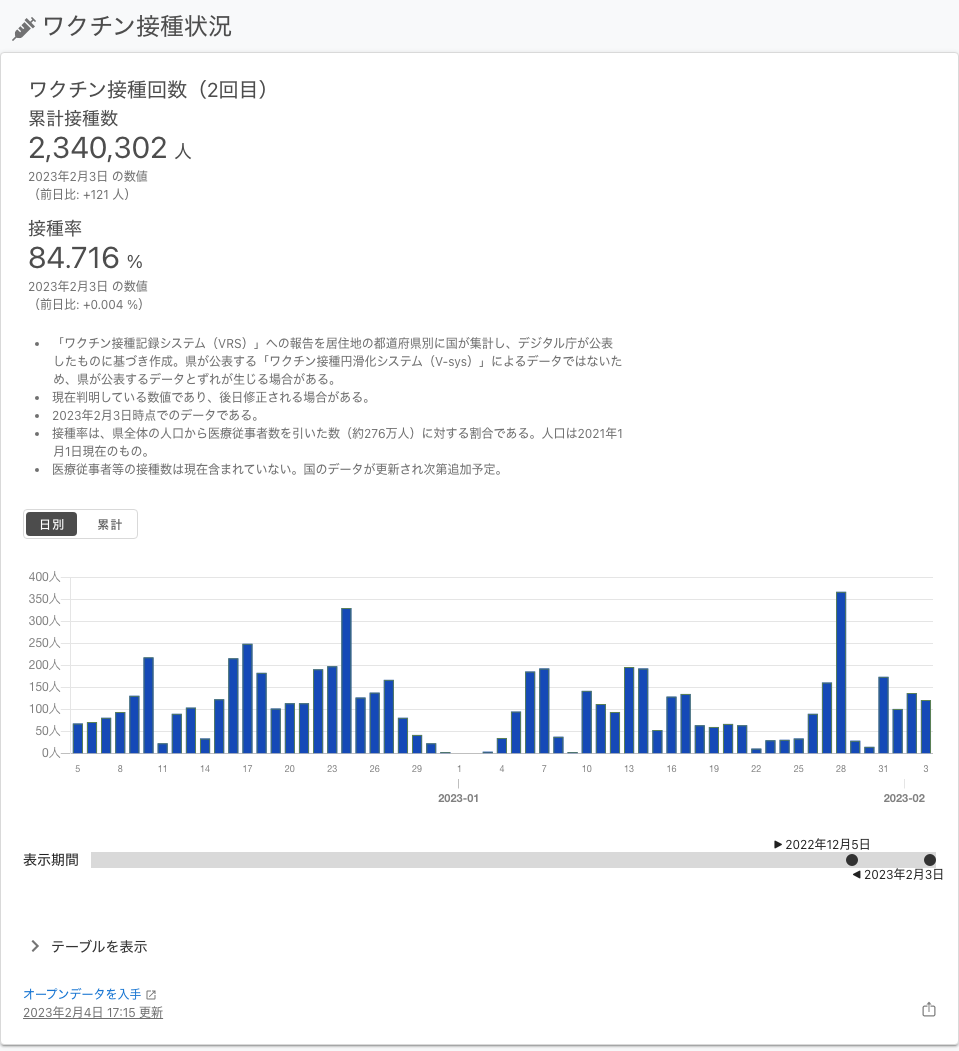 ワクチン接種状況
ワクチン接種回数（2回目）
累計接種数
2,340,302 人
2023年2月3日 の数値
（前日比: +121 人）
接種率
84.716 %
2023年2月3日 の数値
（前日比: +0.004 %）
• 「ワクチン接種記録システム（VRS）」への報告を居住地の都道府県別に国が集計し、デジタル庁が公表
したものに基づき作成。県が公表する「ワクチン接種円滑化システム（V-sys）」によるデータではないた
め、県が公表するデータとずれが生じる場合がある。
• 現在判明している数値であり、後日修正される場合がある。
• 2023年2月3日時点でのデータである。
• 接種率は、県全体の人口から医療従事者数を引いた数（約276万人）に対する割合である。人口は2021年1
月1日現在のもの。
• 医療従事者等の接種数は現在含まれていない。国のデータが更新され次第追加予定。
日別 累計
400人
350人
300人
250人
200人
150人
100人
50人
0人
5 8 11 14 17 20 23 26 29 1 4 7 10 13 16 19 22 25 28 31 3
2023-01 2023-02
▶ 2022年12月5日
表示期間
◀ 2023年2月3日
テーブルを表示
オープンデータを入手
2023年2月4日 17:15 更新